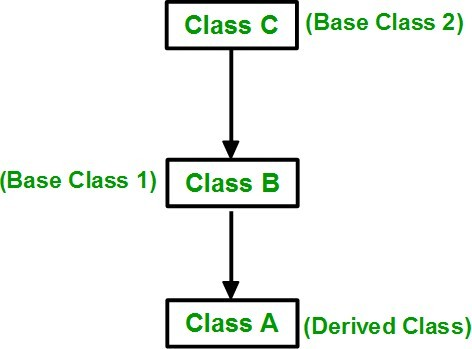 Class C (Base Class 2)
(Base Class 1) Class B
Class A (Derived Class)